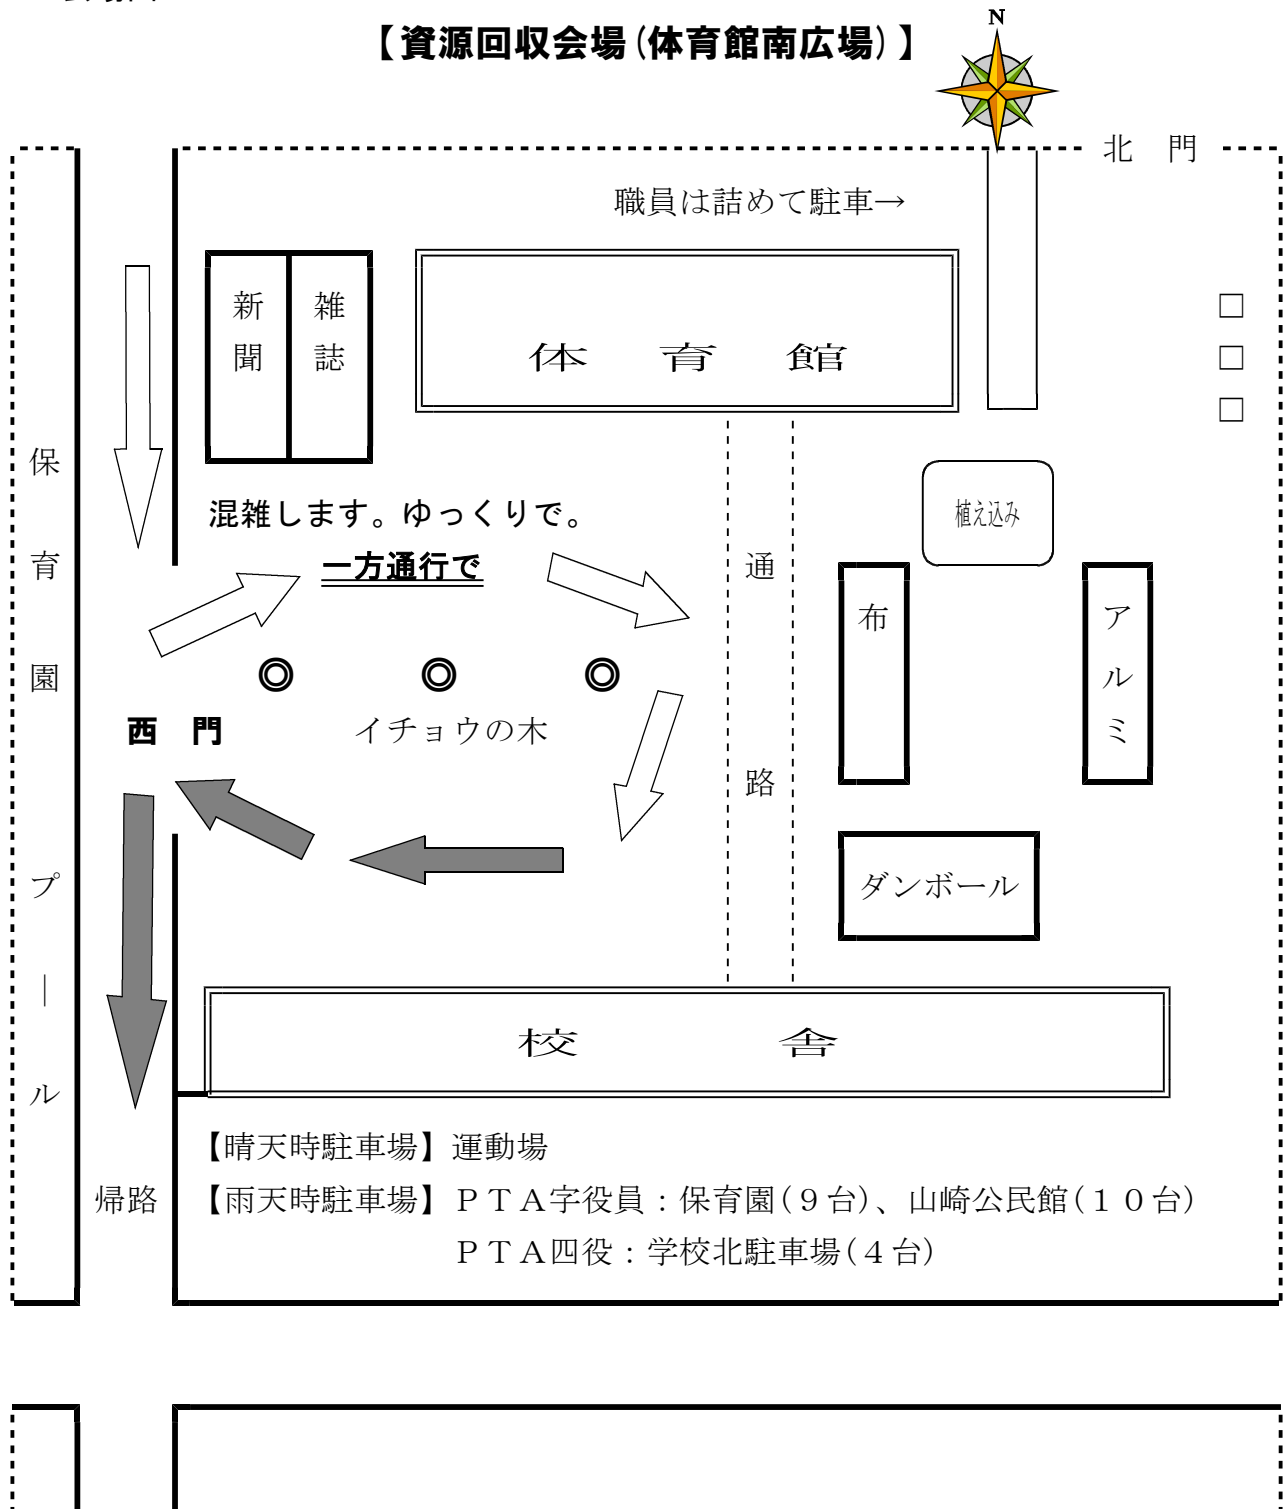 N
【資源回収会場(体育館南広場)】
北　門
職員は詰めて駐車→
新聞
雑誌
体　育　館
□
□
□
保育園
植え込み
混雑します。ゆっくりで。
一方通行で
通路
布
アルミ
西　門
イチョウの木
プール
ダンボール
校　舎
【晴天時駐車場】運動場
帰路
【雨天時駐車場】ＰＴＡ字役員：保育園(９台)、山崎公民館(１０台)
ＰＴＡ四役：学校北駐車場(４台)